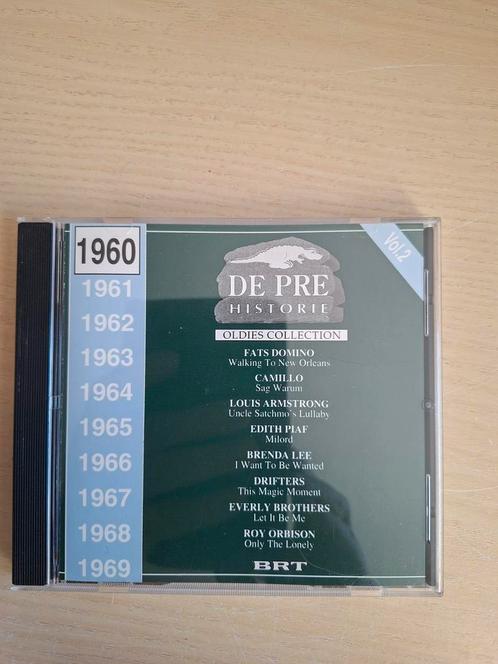 1960
1961
1962
1963
1964
1965
1966
1967
1968
1969
Vol.2
DE PRE
HISTORIE
OLDIES COLLECTION
FATS DOMINO
Walking To New Orleans
CAMILLO
Sag Warum
LOUIS ARMSTRONG
Uncle Satchmo's Lullaby
EDITH PIAF
Milord
BRENDA LEE
I Want To Be Wanted
DRIFTERS
This Magic Moment
EVERLY BROTHERS
Let It Be Me
ROY ORBISON
Only The Lonely
BRT